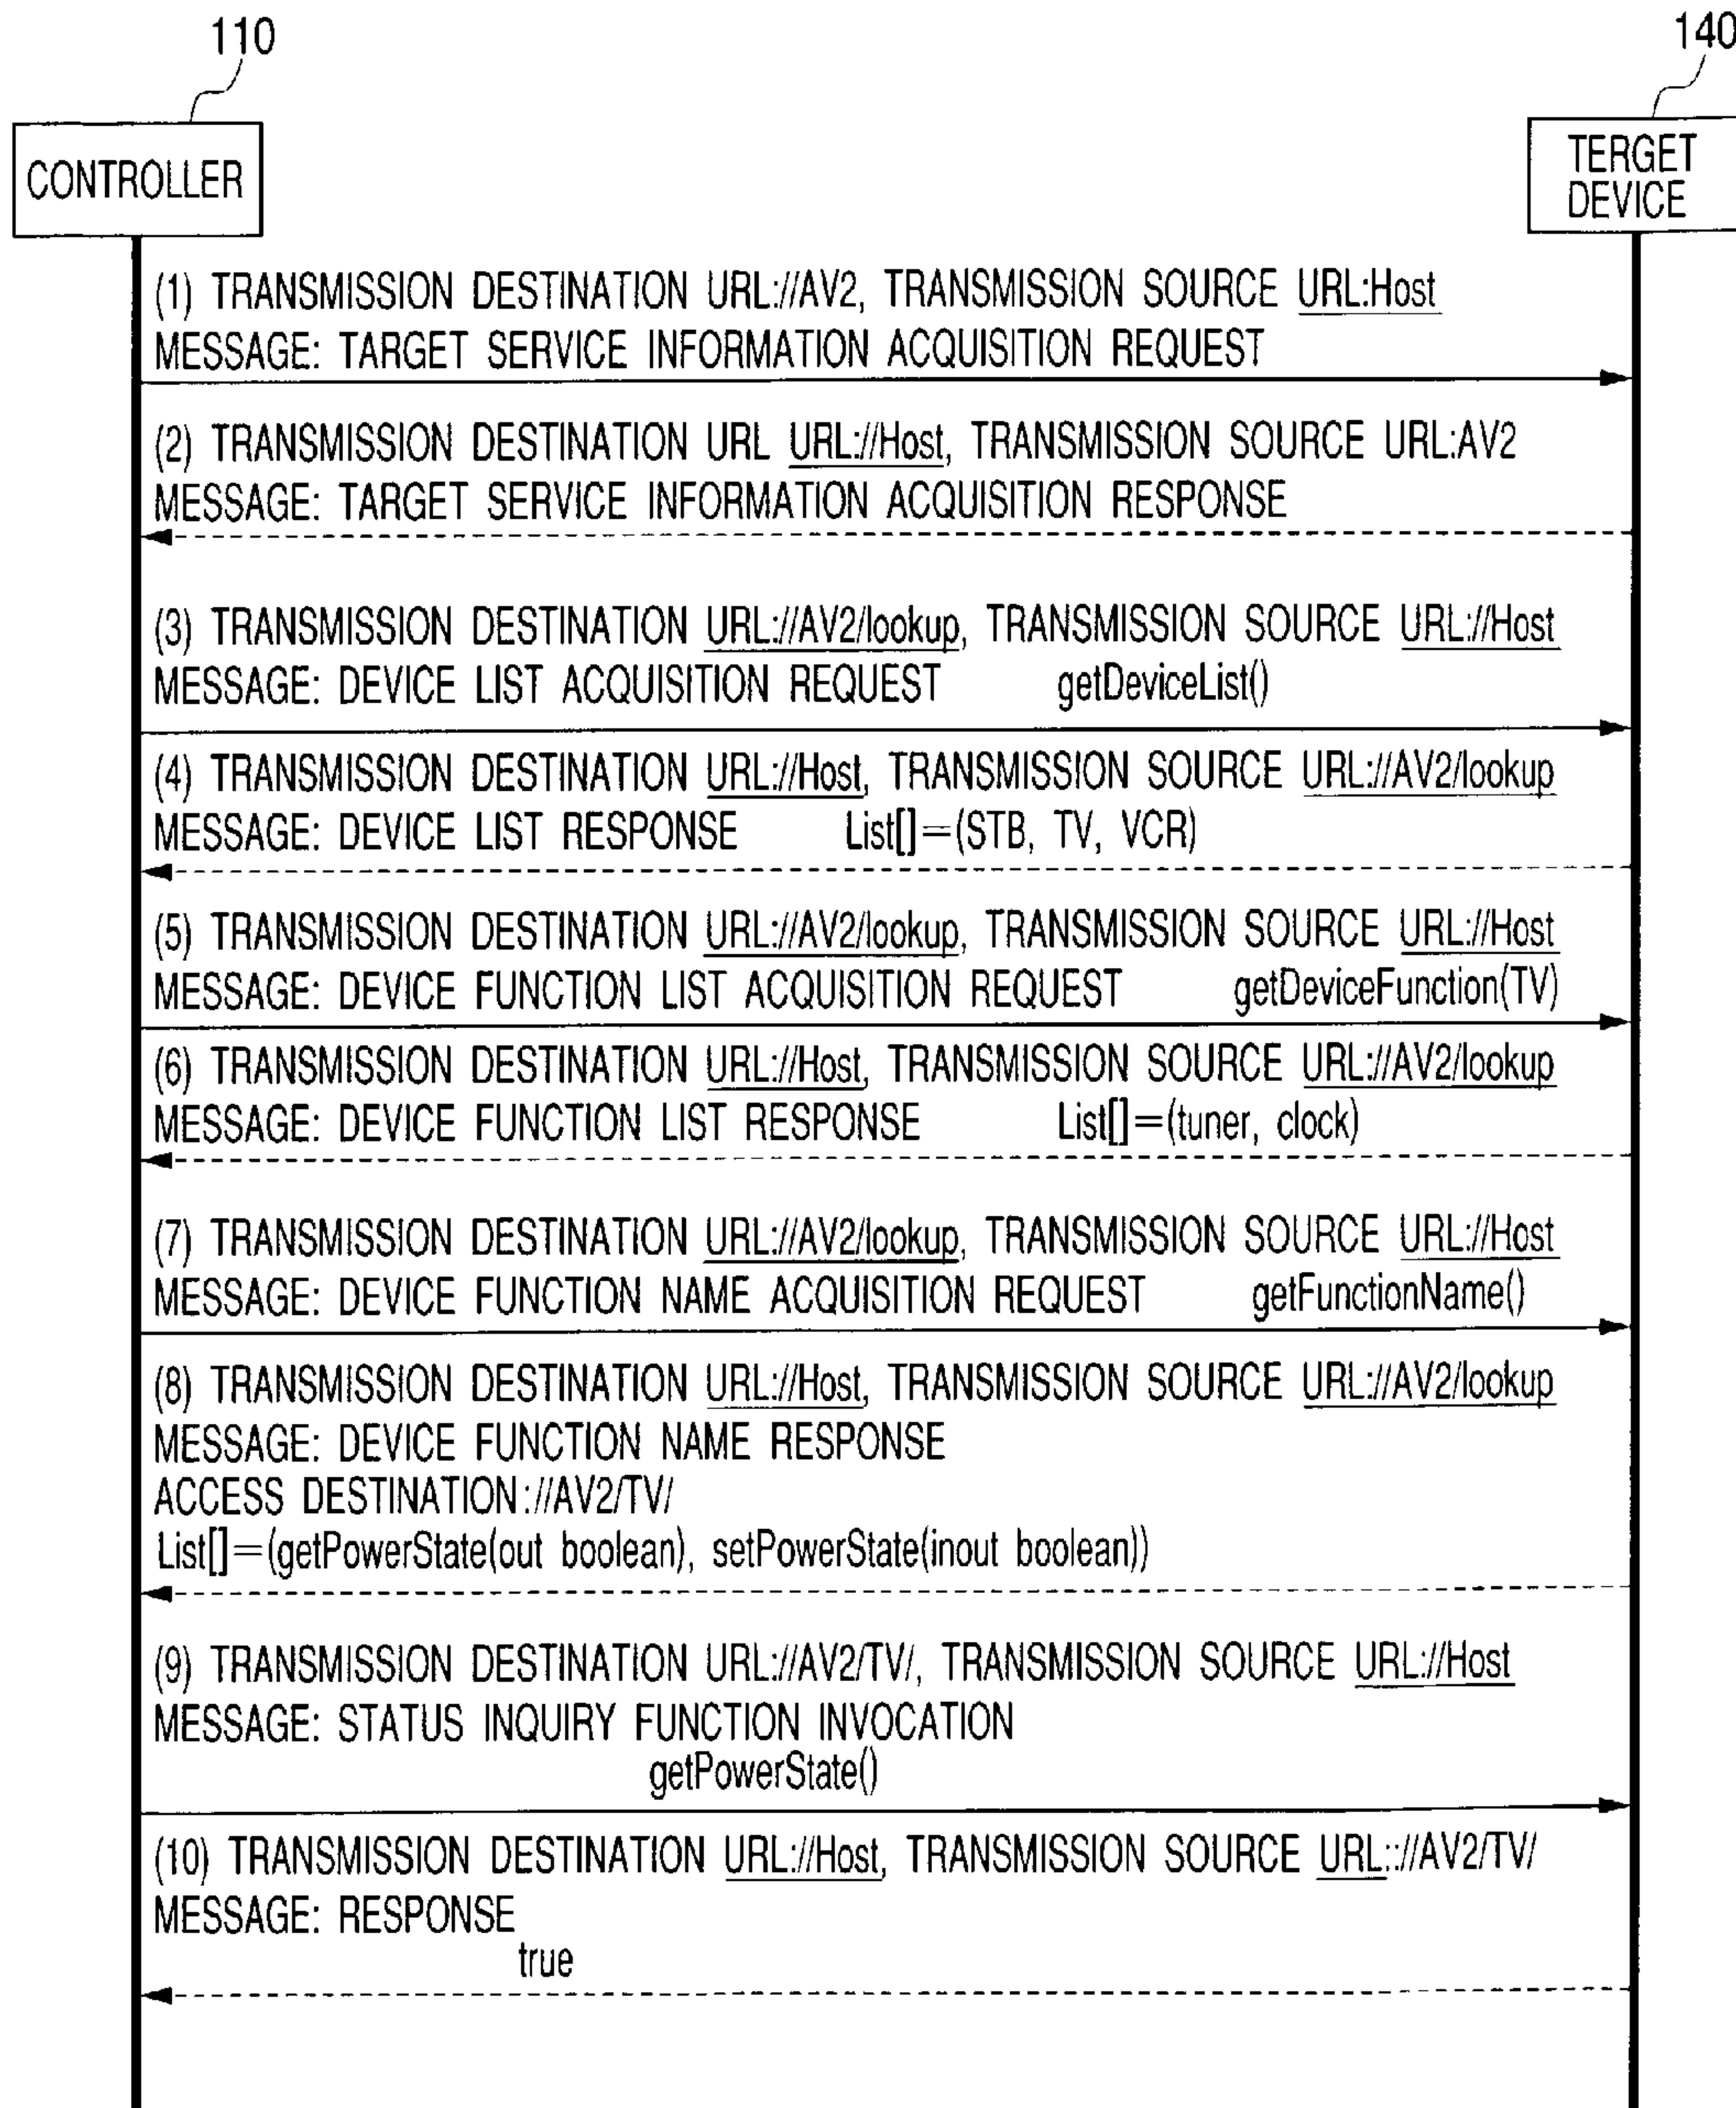 110
140
CONTROLLER
TERGET
DEVICE
(1) TRANSMISSION DESTINATION URL://AV2, TRANSMISSION SOURCE URL:Host
MESSAGE: TARGET SERVICE INFORMATION ACQUISITION REQUEST
(2) TRANSMISSION DESTINATION URL URL://Host, TRANSMISSION SOURCE URL:AV2
MESSAGE: TARGET SERVICE INFORMATION ACQUISITION RESPONSE
(3) TRANSMISSION DESTINATION URL://AV2/lookup, TRANSMISSION SOURCE URL://Host
MESSAGE: DEVICE LIST ACQUISITION REQUEST getDeviceList()
(4) TRANSMISSION DESTINATION URL://Host, TRANSMISSION SOURCE URL://AV2/lookup
MESSAGE: DEVICE LIST RESPONSE List[]=(STB, TV, VCR)
(5) TRANSMISSION DESTINATION URL://AV2/lookup, TRANSMISSION SOURCE URL://Host
MESSAGE: DEVICE FUNCTION LIST ACQUISITION REQUEST getDeviceFunction(TV)
(6) TRANSMISSION DESTINATION URL://Host, TRANSMISSION SOURCE URL://AV2/lookup
MESSAGE: DEVICE FUNCTION LIST RESPONSE List[]=(tuner, clock)
(7) TRANSMISSION DESTINATION URL://AV2/lookup, TRANSMISSION SOURCE URL://Host
MESSAGE: DEVICE FUNCTION NAME ACQUISITION REQUEST getFunctionName()
(8) TRANSMISSION DESTINATION URL://Host, TRANSMISSION SOURCE URL://AV2/lookup
MESSAGE: DEVICE FUNCTION NAME RESPONSE
ACCESS DESTINATION://AV2/TV/
List[]=(getPowerState(out boolean), setPowerState(inout boolean))
(9) TRANSMISSION DESTINATION URL://AV2/TV/, TRANSMISSION SOURCE URL://Host
MESSAGE: STATUS INQUIRY FUNCTION INVOCATION
getPowerState()
(10) TRANSMISSION DESTINATION URL://Host, TRANSMISSION SOURCE URL:://AV2/TV/
MESSAGE: RESPONSE
true